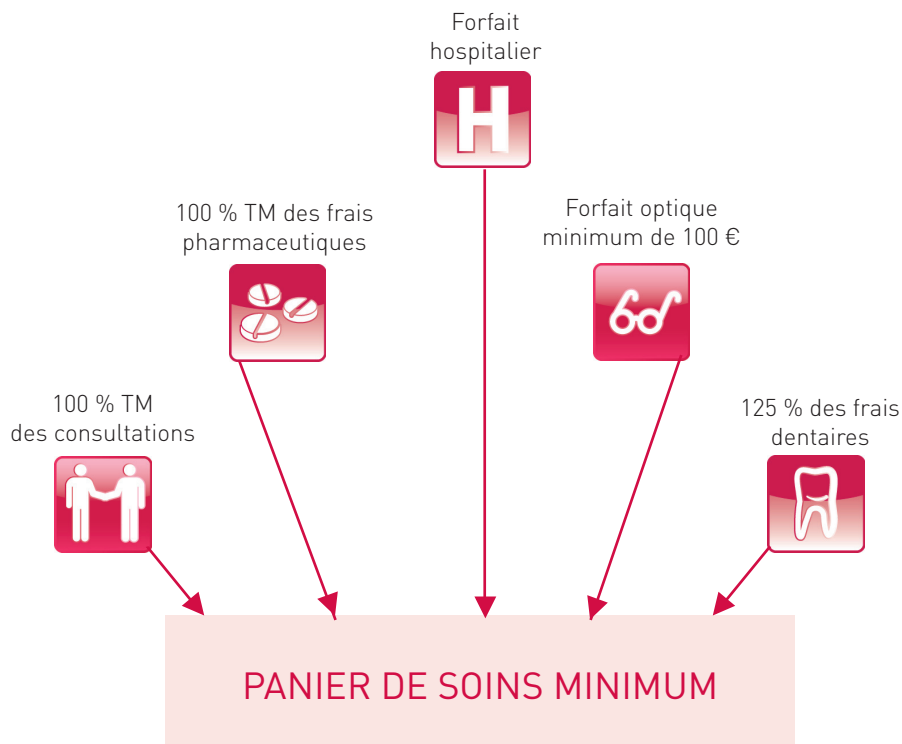 Forfait
hospitalier
H
100 % TM des frais
pharmaceutiques
Forfait optique
minimum de 100 €
100 % TM
des consultations
125 % des frais
dentaires
PANIER DE SOINS MINIMUM